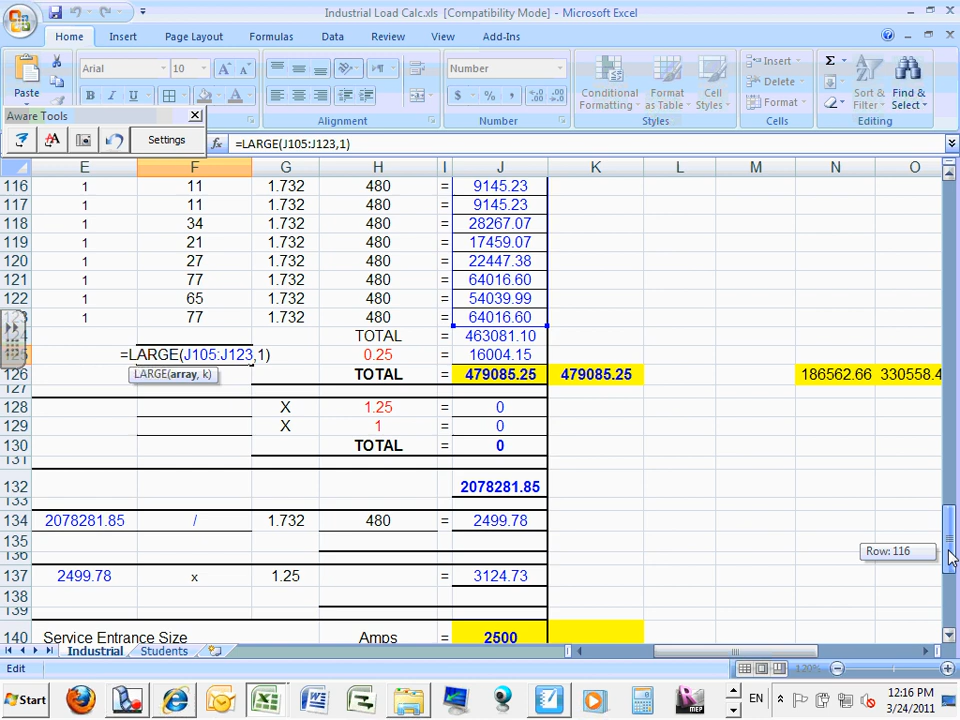 Industrial Load Calc.xls [Compatibility Mode] - Microsoft Excel
Home Insert Page Layout Formulas Data Review View Add-Ins
Paste Arial 10 A A Number Conditional Formatting Format as Table Cell Styles Insert Delete Format Σ Sort & Filter Find & Select
B I U A $ % ,
Alignment Number Styles Cells Editing
Aware Tools
Settings fx =LARGE(J105:J123,1)
E F G H I J K L M N O
116 1 11 1.732 480 = 9145.23
117 1 11 1.732 480 = 9145.23
118 1 34 1.732 480 = 28267.07
119 1 21 1.732 480 = 17459.07
120 1 27 1.732 480 = 22447.38
121 1 77 1.732 480 = 64016.60
122 1 65 1.732 480 = 54039.99
123 1 77 1.732 480 = 64016.60
124 TOTAL = 463081.10
125 =LARGE(J105:J123,1) 0.25 = 16004.15
LARGE(array, k)
126 TOTAL = 479085.25 479085.25 186562.66 330558.4
127
128 X 1.25 = 0
129 X 1 = 0
130 TOTAL = 0
131
132 2078281.85
133
134 2078281.85 / 1.732 480 = 2499.78
135
Row: 116
136
137 2499.78 x 1.25 = 3124.73
138
139
140 Service Entrance Size Amps = 2500
Industrial Students
Edit 120%
Start EN 12:16 PM
3/24/2011